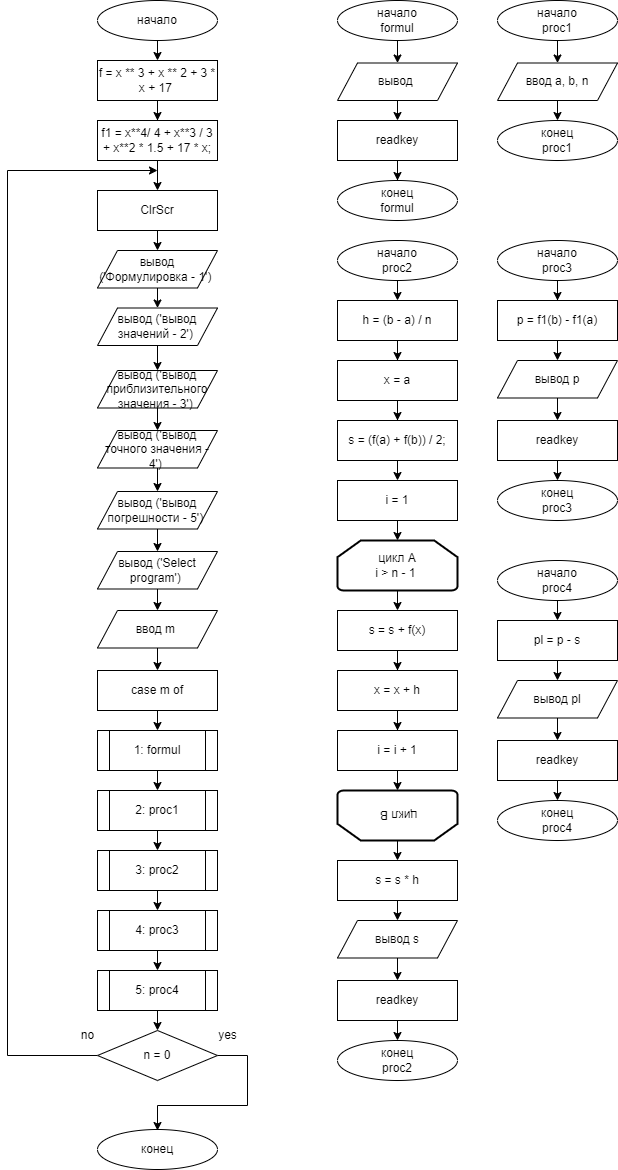 начало
f = x ** 3 + x ** 2 + 3 *
x + 17
f1 = x**4/ 4 + x**3 / 3
+ x**2 * 1.5 + 17 * x;
ClrScr
вывод
('Формулировка - 1')
вывод ('вывод
значений - 2')
вывод ('вывод
приблизительного
значения - 3')
вывод ('вывод
точного значения -
4')
вывод ('вывод
погрешности - 5')
вывод ('Select
program')
ввод m
case m of
1: formul
2: proc1
3: proc2
4: proc3
5: proc4
no
yes
n = 0
конец
начало
formul
вывод
readkey
конец
formul
начало
proc1
ввод a, b, n
конец
proc1
начало
proc2
h = (b - a) / n
x = a
s = (f(a) + f(b)) / 2;
i = 1
цикл A
i > n - 1
s = s + f(x)
x = x + h
i = i + 1
цикл B
s = s * h
вывод s
readkey
конец
proc2
начало
proc3
p = f1(b) - f1(a)
вывод p
readkey
конец
proc3
начало
proc4
pl = p - s
вывод pl
readkey
конец
proc4